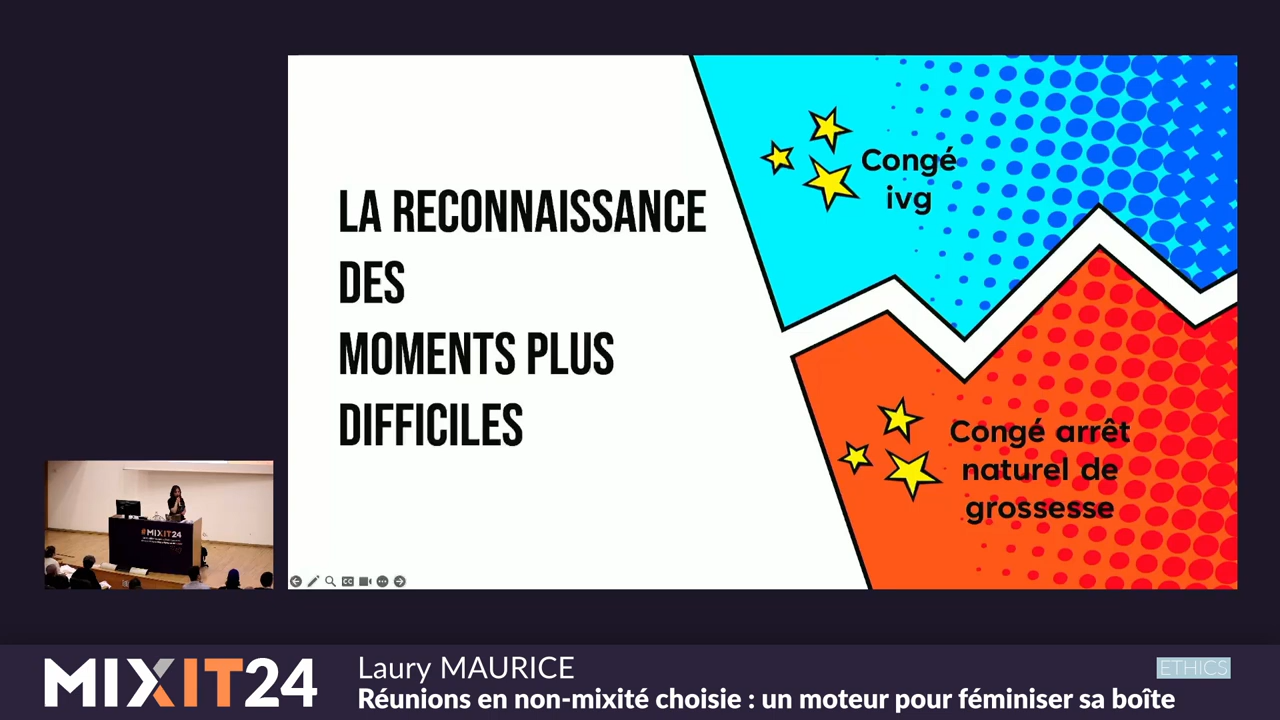 LA RECONNAISSANCE
DES
MOMENTS PLUS
DIFFICILES
Congé
ivg
Congé arrêt
naturel de
grossesse
#MIXIT24
MIXIT24
Laury MAURICE
Réunions en non-mixité choisie : un moteur pour féminiser sa boîte
ETHICS